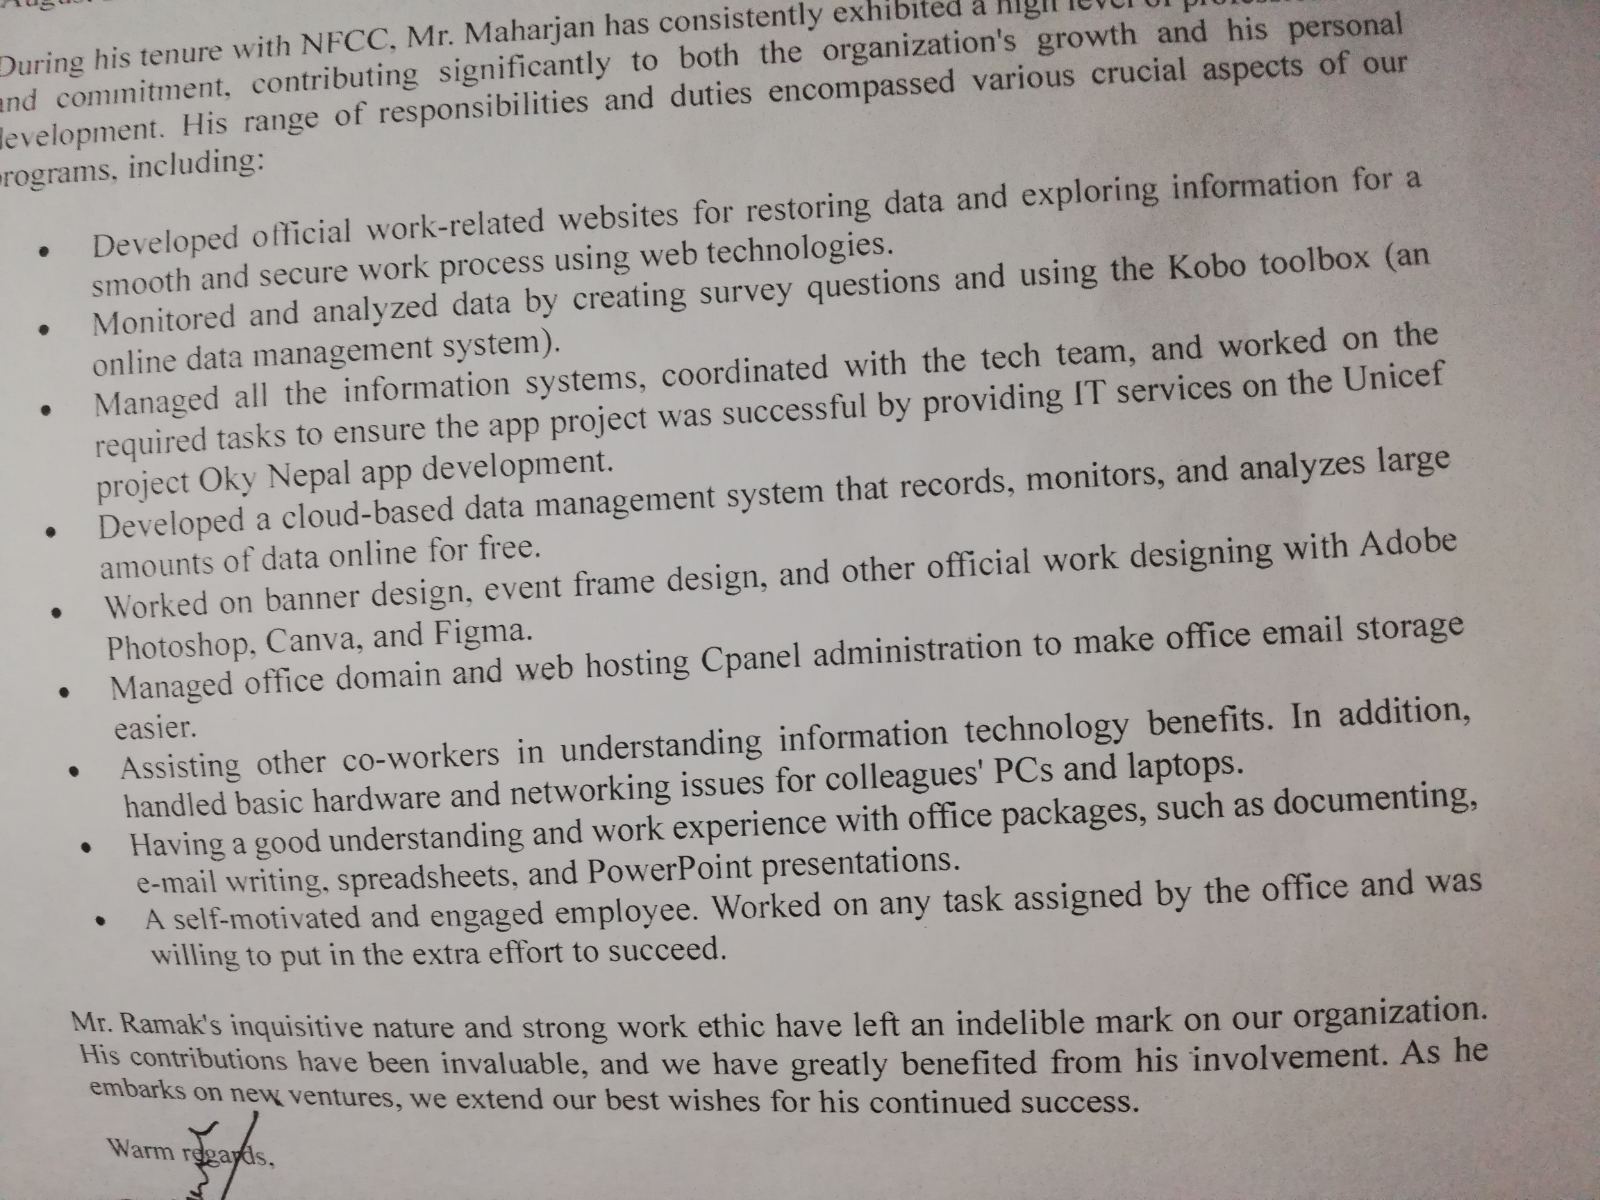 During his tenure with NFCC, Mr. Maharjan has consistently exhibited a high level of
and commitment, contributing significantly to both the organization's growth and his personal
development. His range of responsibilities and duties encompassed various crucial aspects of our
programs, including:
• Developed official work-related websites for restoring data and exploring information for a
smooth and secure work process using web technologies.
• Monitored and analyzed data by creating survey questions and using the Kobo toolbox (an
online data management system).
• Managed all the information systems, coordinated with the tech team, and worked on the
required tasks to ensure the app project was successful by providing IT services on the Unicef
project Oky Nepal app development.
• Developed a cloud-based data management system that records, monitors, and analyzes large
amounts of data online for free.
• Worked on banner design, event frame design, and other official work designing with Adobe
Photoshop, Canva, and Figma.
• Managed office domain and web hosting Cpanel administration to make office email storage
easier.
• Assisting other co-workers in understanding information technology benefits. In addition,
handled basic hardware and networking issues for colleagues' PCs and laptops.
• Having a good understanding and work experience with office packages, such as documenting,
e-mail writing, spreadsheets, and PowerPoint presentations.
• A self-motivated and engaged employee. Worked on any task assigned by the office and was
willing to put in the extra effort to succeed.
Mr. Ramak's inquisitive nature and strong work ethic have left an indelible mark on our organization.
His contributions have been invaluable, and we have greatly benefited from his involvement. As he
embarks on new ventures, we extend our best wishes for his continued success.
Warm regards,